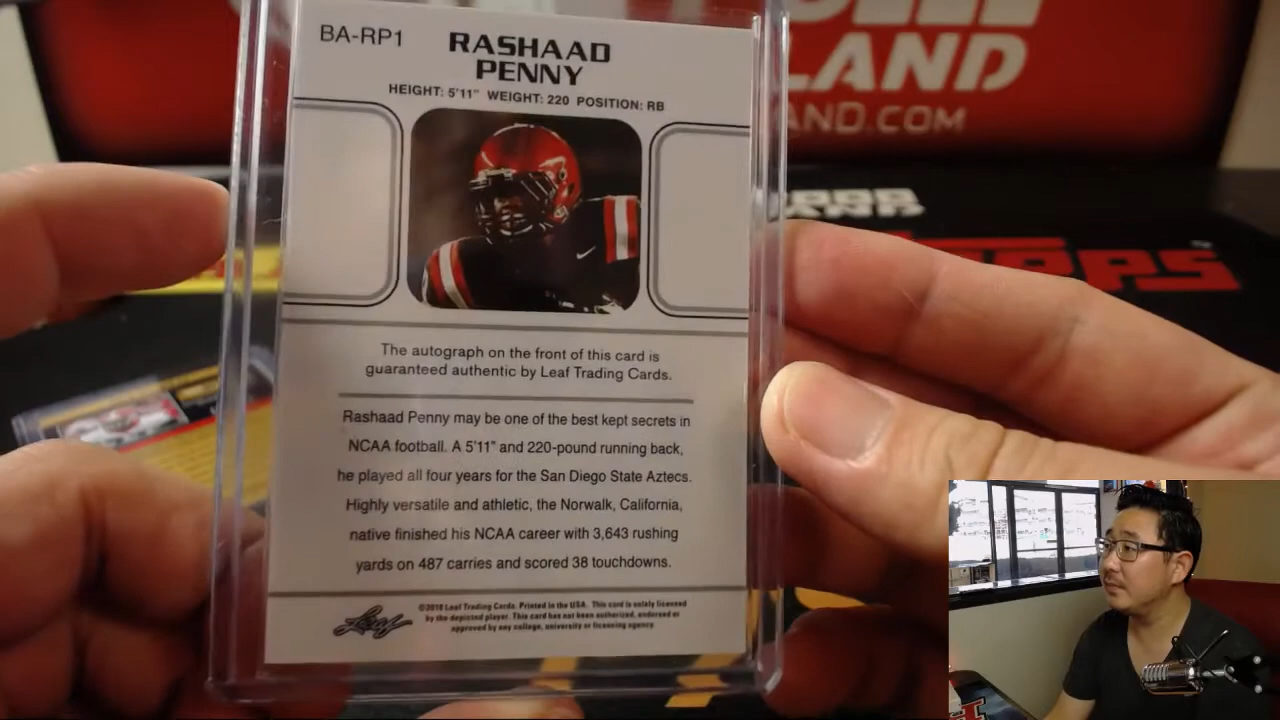 BA-RP1
RASHAAD
PENNY
HEIGHT: 5'11" WEIGHT: 220 POSITION: RB
The autograph on the front of this card is
guaranteed authentic by Leaf Trading Cards.
Rashaad Penny may be one of the best kept secrets in
NCAA football. A 5'11" and 220-pound running back,
he played all four years for the San Diego State Aztecs.
Highly versatile and athletic, the Norwalk, California,
native finished his NCAA career with 3,643 rushing
yards on 487 carries and scored 38 touchdowns.
Leaf
©2018 Leaf Trading Cards. Printed in the USA. This card is solely licensed
by the depicted player. This card has not been authorized, endorsed or
approved by any college, university or licensing agency.
LAND
AND.COM